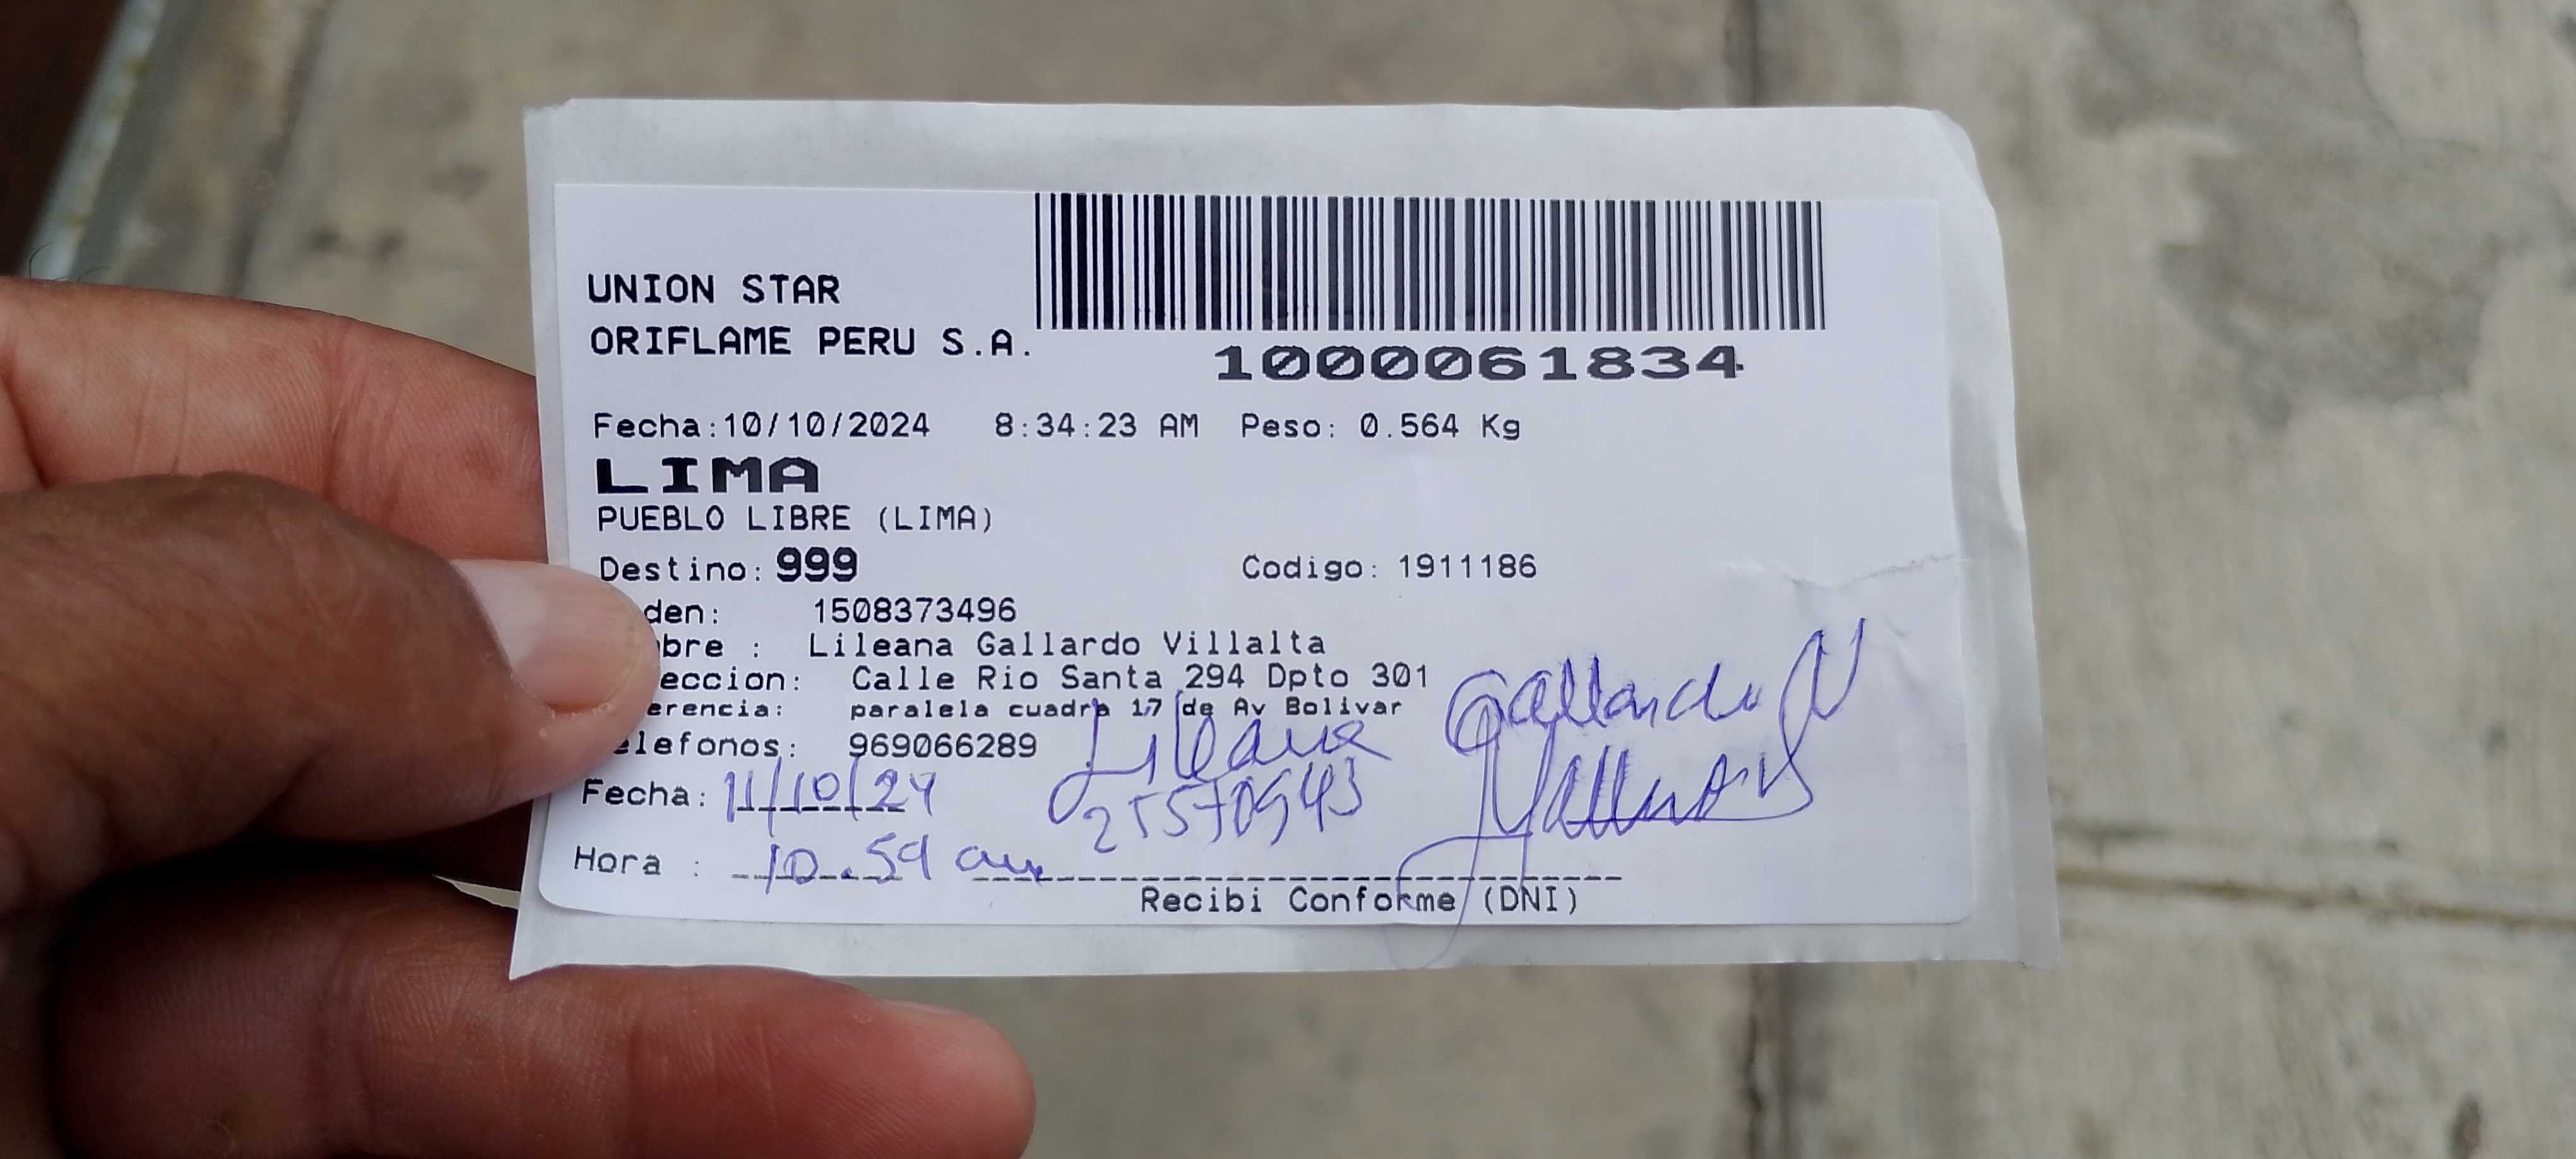 UNION STAR
ORIFLAME PERU S.A.
1000061834
Fecha:10/10/2024 8:34:23 AM Peso: 0.564 Kg
LIMA
PUEBLO LIBRE (LIMA)
Destino: 999 Codigo: 1911186
den: 1508373496
bre : Lileana Gallardo Villalta
eccion: Calle Rio Santa 294 Dpto 301
erencia: paralela cuadra 17 de Av Bolivar
elefonos: 969066289
Lileana Gallardo V
Fecha: 11/10/24
Hora : 10.59 am
Recibi Conforme (DNI)